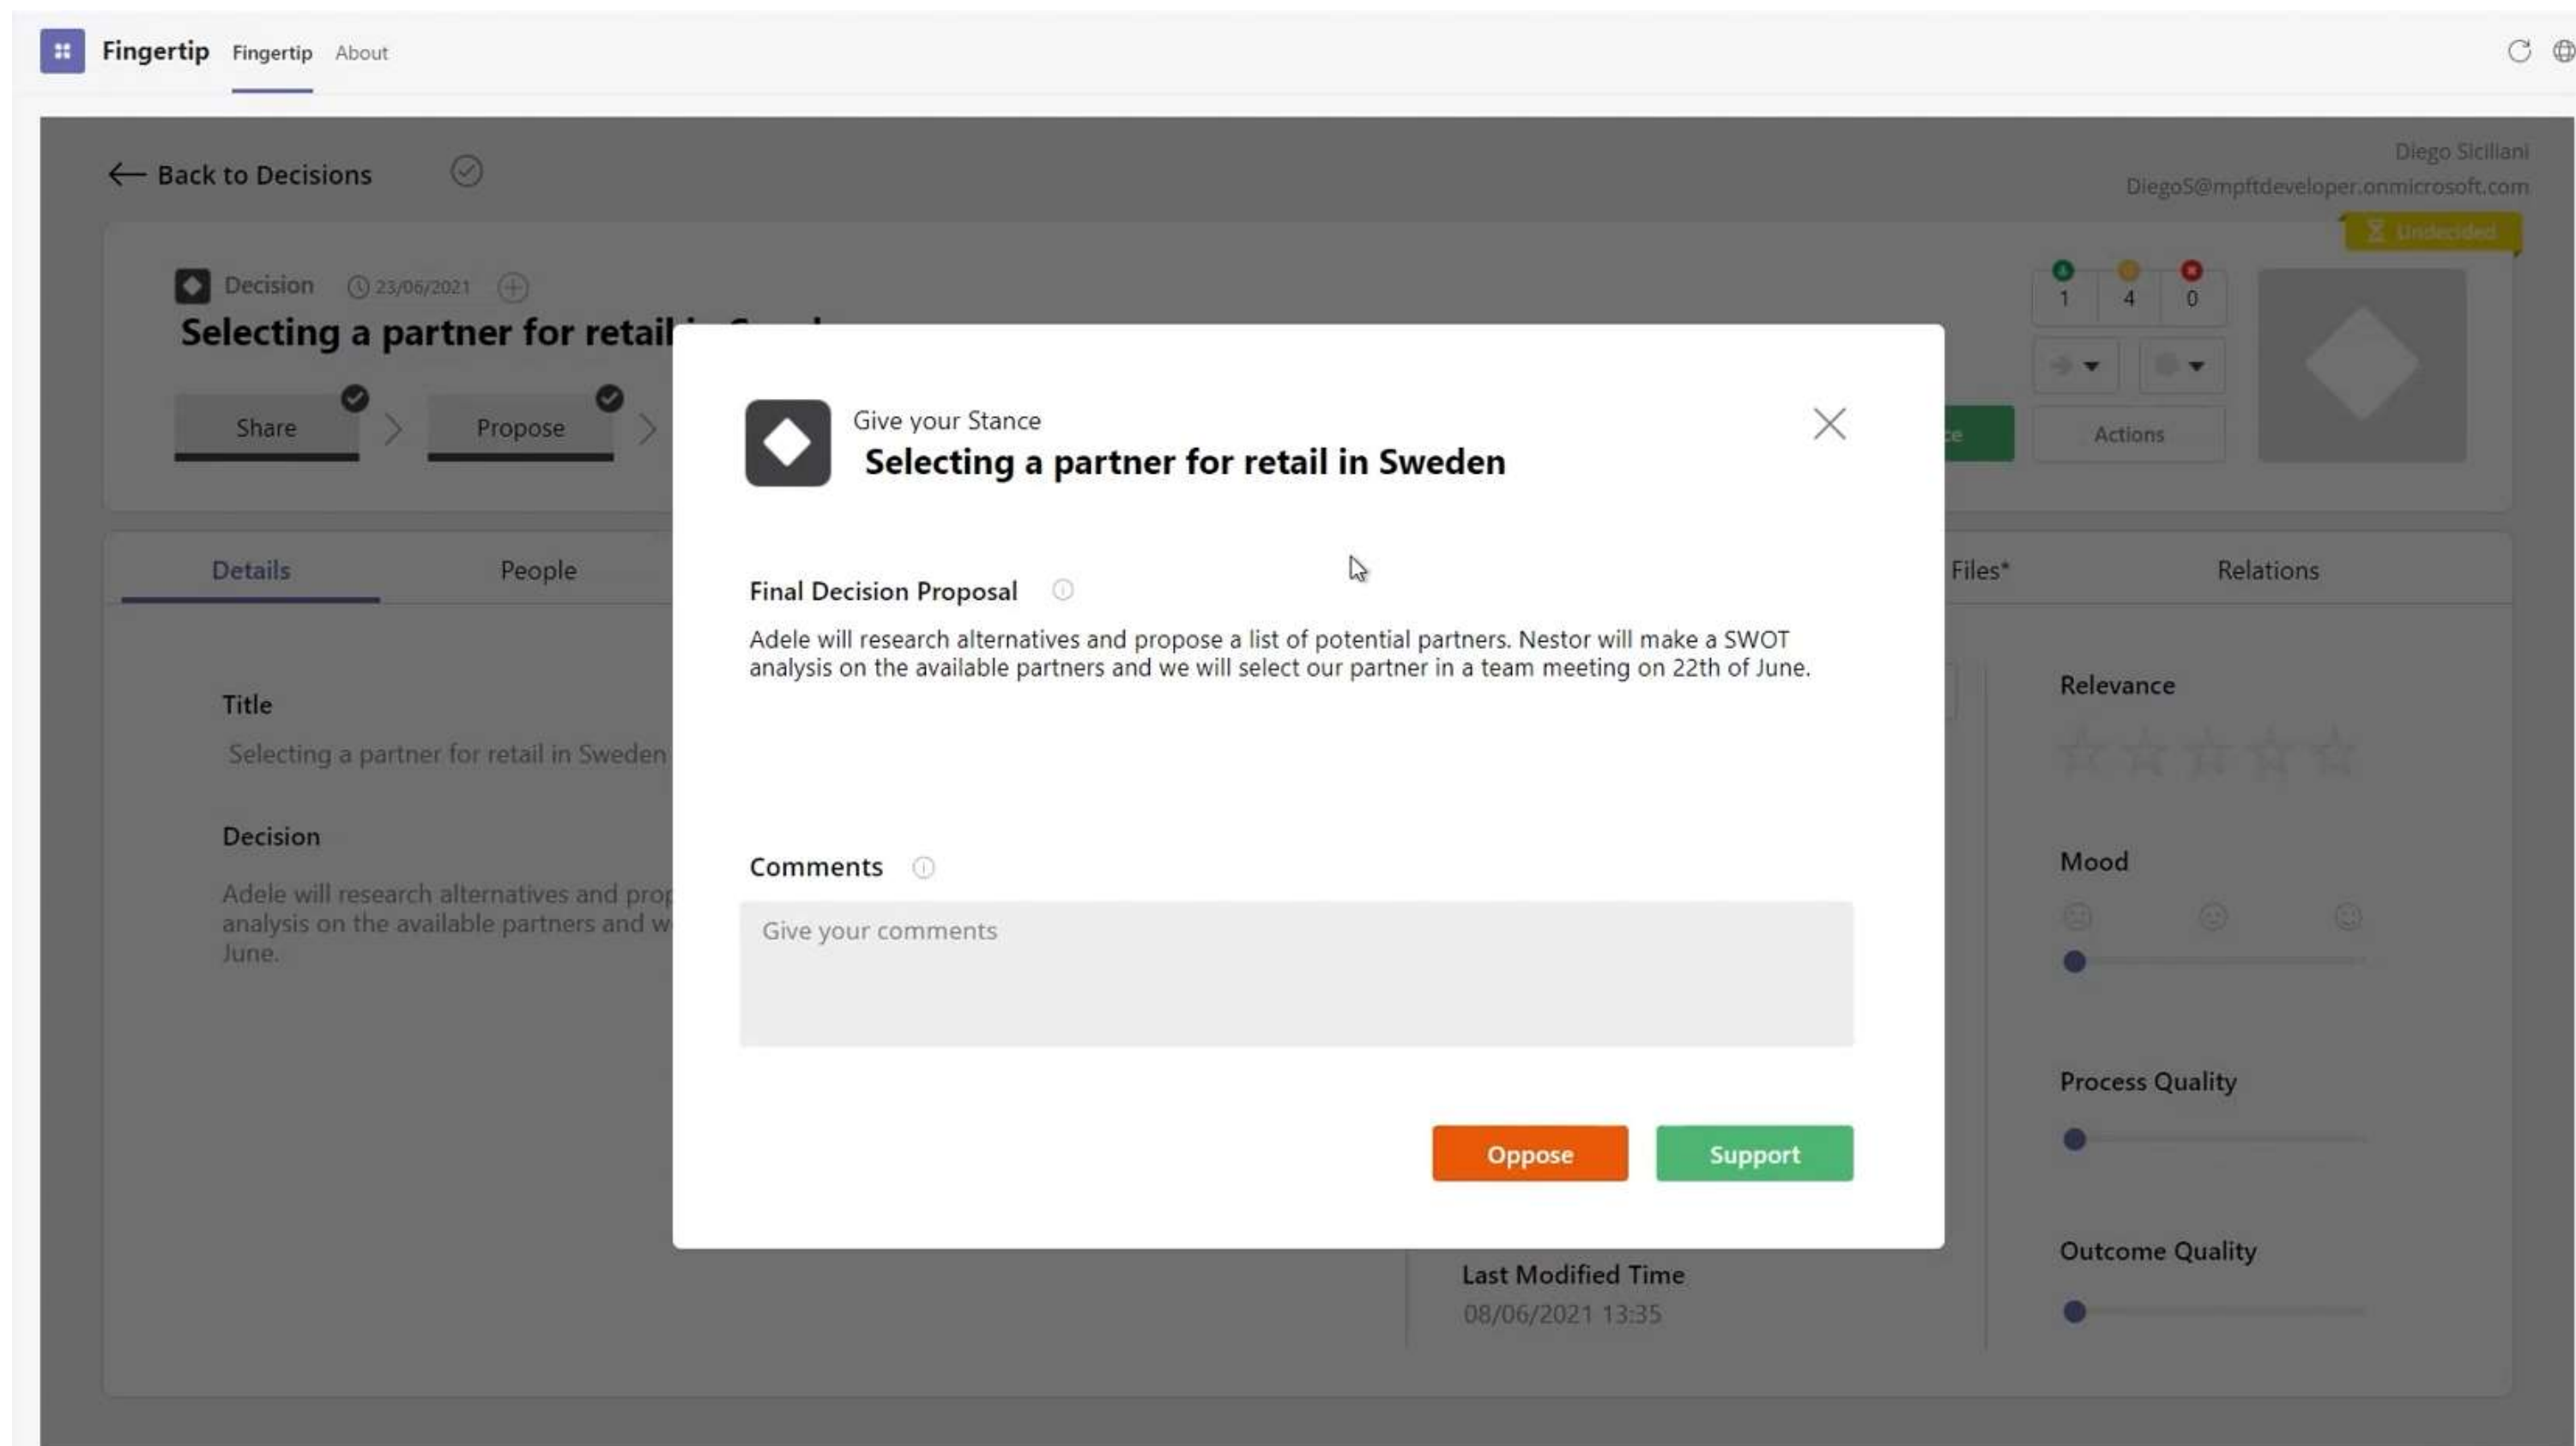 Fingertip Fingertip About
Back to Decisions
Diego Siciliani
DiegoS@mpftdeveloper.onmicrosoft.com
Undecided
Decision 23/06/2021
1 4 0
Selecting a partner for retail
Share Propose
Actions
Give your Stance
Selecting a partner for retail in Sweden
Details People Files* Relations
Final Decision Proposal
Adele will research alternatives and propose a list of potential partners. Nestor will make a SWOT
analysis on the available partners and we will select our partner in a team meeting on 22th of June.
Title
Selecting a partner for retail in Sweden
Decision
Adele will research alternatives and
analysis on the available partners and
June.
Comments
Give your comments
Oppose Support
Last Modified Time
08/06/2021 13:35
Relevance
Mood
Process Quality
Outcome Quality